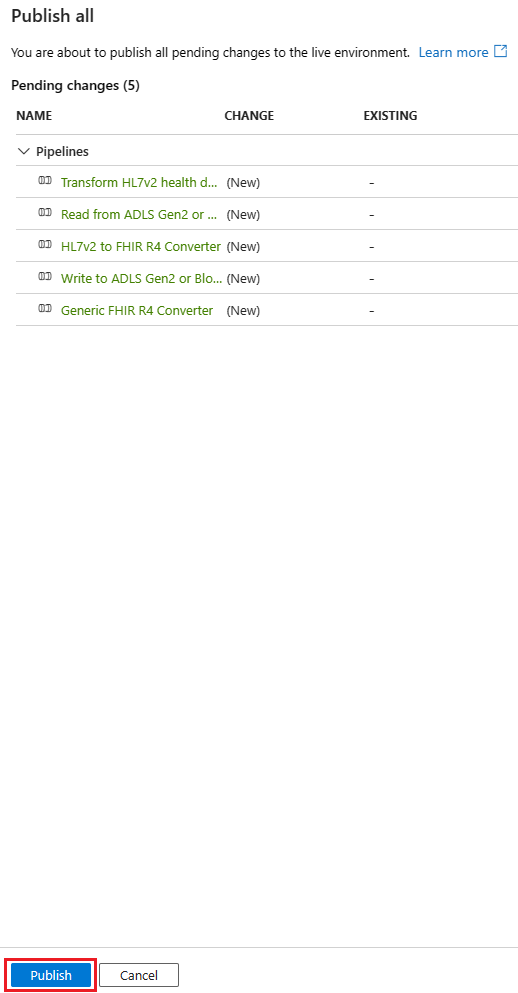 Publish all
You are about to publish all pending changes to the live environment. Learn more
Pending changes (5)
NAME CHANGE EXISTING
Pipelines
Transform HL7v2 health d... (New) -
Read from ADLS Gen2 or ... (New) -
HL7v2 to FHIR R4 Converter (New) -
Write to ADLS Gen2 or Blo... (New) -
Generic FHIR R4 Converter (New) -
Publish Cancel